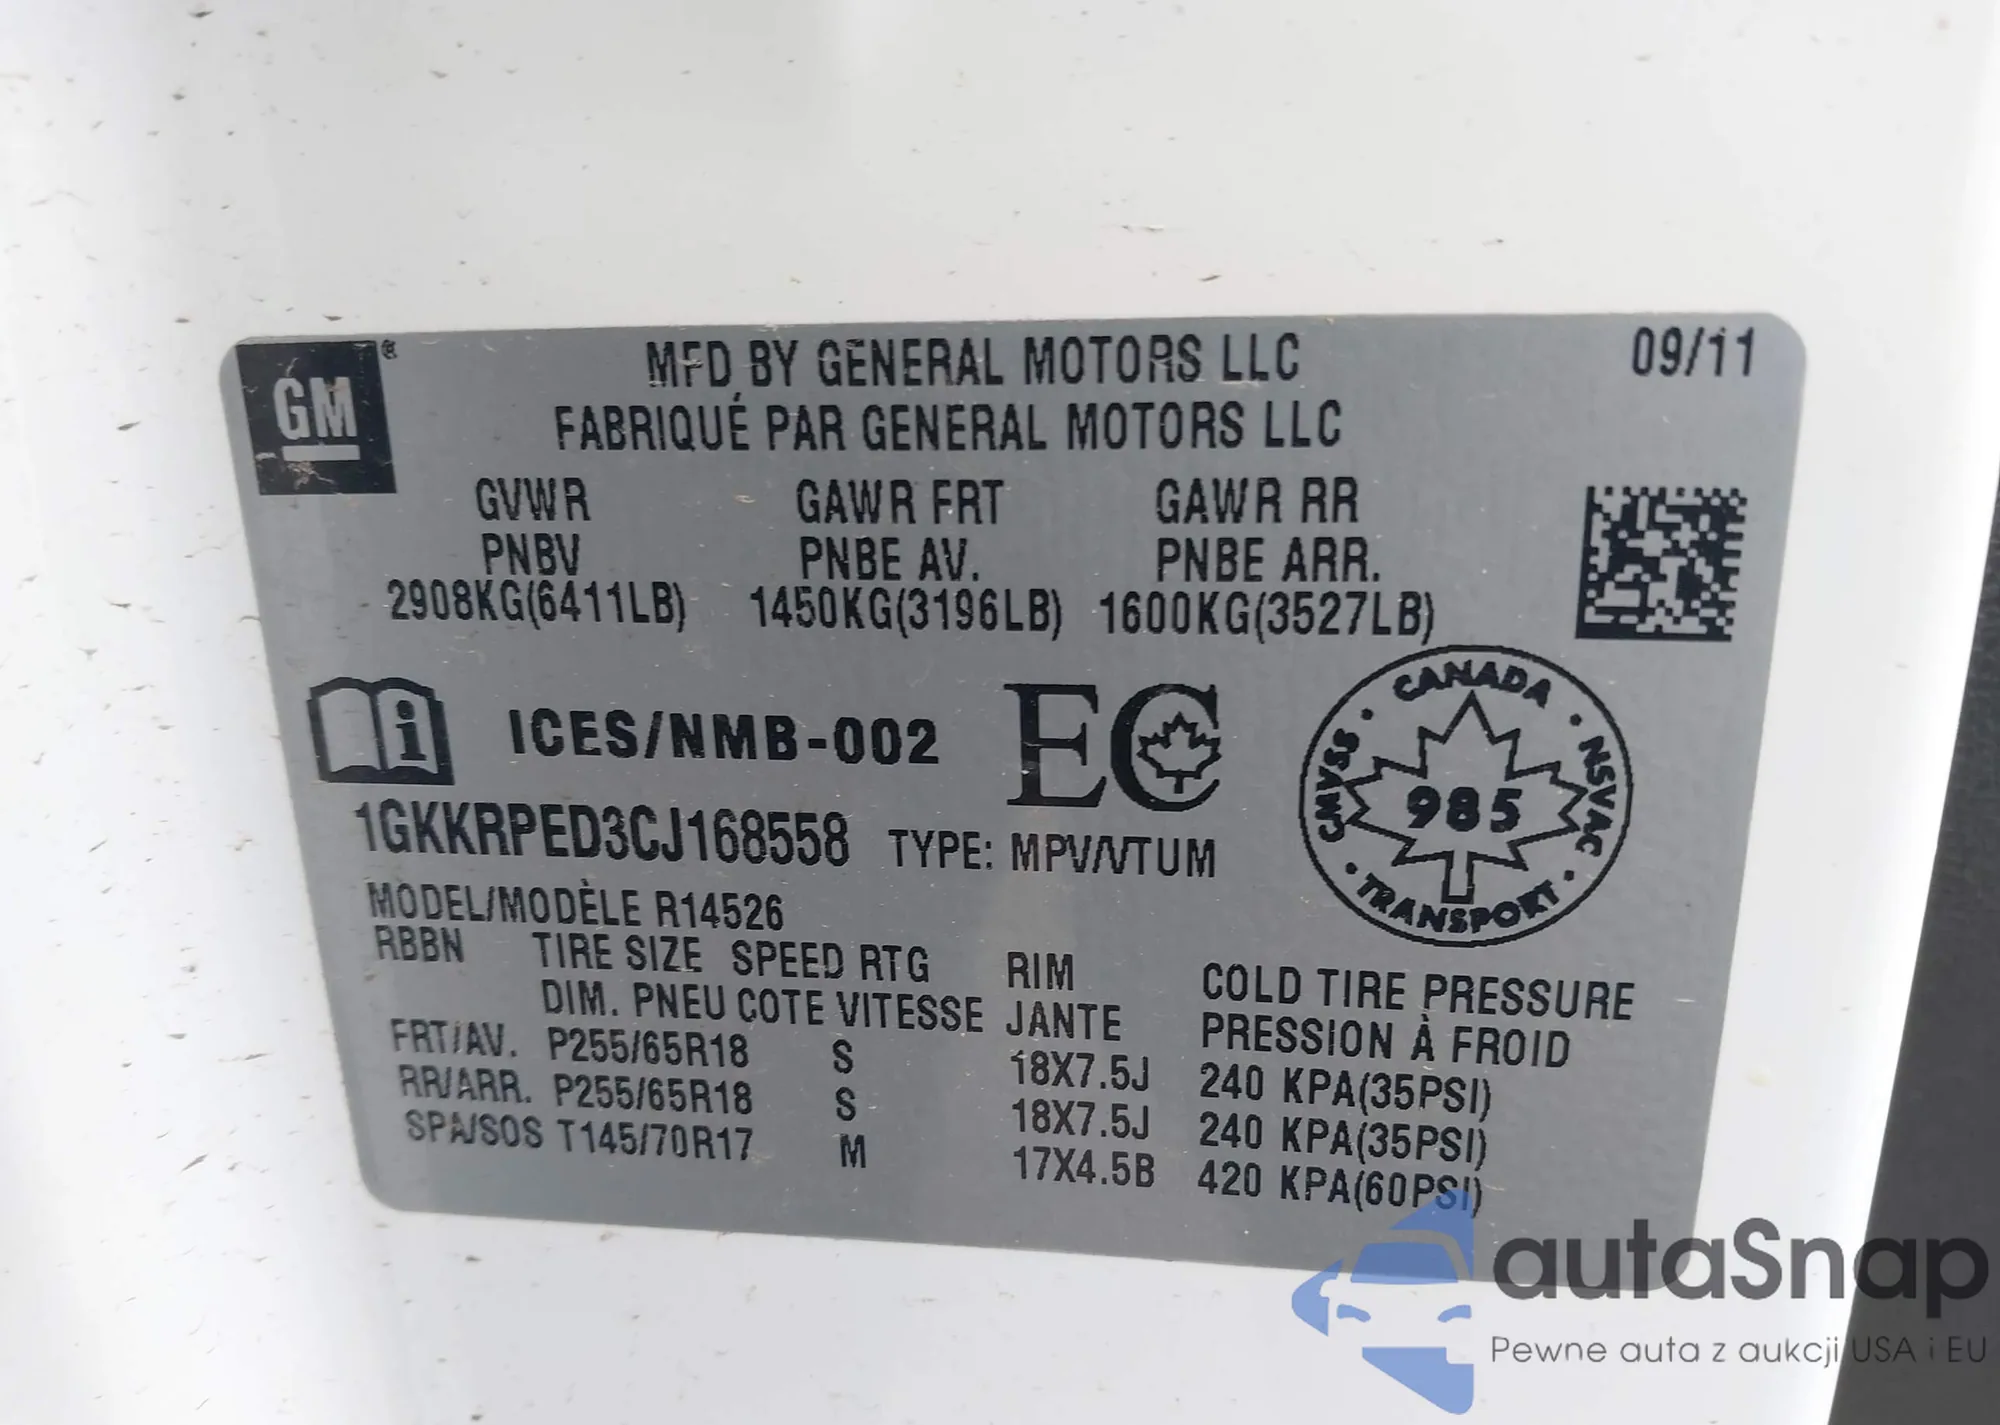 GM®
MFD BY GENERAL MOTORS LLC 09/11
FABRIQUÉ PAR GENERAL MOTORS LLC
GVWR GAWR FRT GAWR RR
PNBV PNBE AV. PNBE ARR.
2908KG(6411LB) 1450KG(3196LB) 1600KG(3527LB)
i ICES/NMB-002 EC
CANADA • NSVAC • TRANSPORT • CMVSS •
985
1GKKRPED3CJ168558 TYPE: MPV/VTUM
MODEL/MODÈLE R14526
RBBN TIRE SIZE SPEED RTG RIM COLD TIRE PRESSURE
DIM. PNEU COTE VITESSE JANTE PRESSION À FROID
FRT/AV. P255/65R18 S 18X7.5J 240 KPA(35PSI)
RR/ARR. P255/65R18 S 18X7.5J 240 KPA(35PSI)
SPA/SOS T145/70R17 M 17X4.5B 420 KPA(60PSI)
autoSnap
Pewne auta z aukcji USA i EU